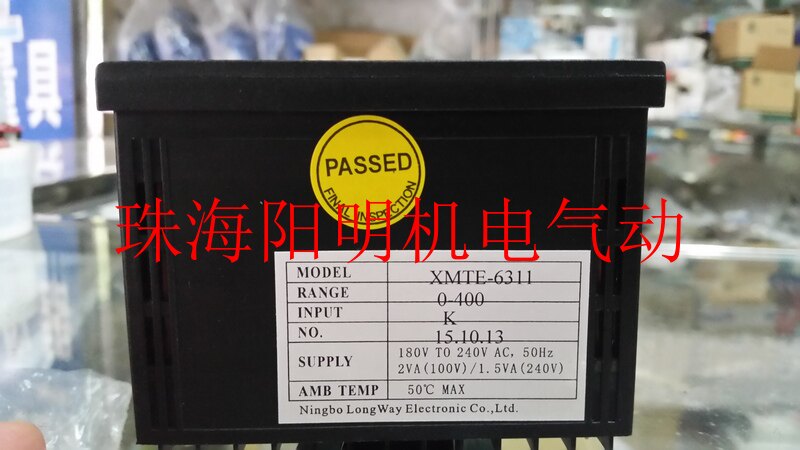 具
PASSED
FINAL INSPECTION
珠海阳明机电气动
MODEL XMTE-6311
RANGE 0-400
INPUT K
NO. 15.10.13
SUPPLY 180V TO 240V AC, 50Hz
2VA(100V)/1.5VA(240V)
AMB TEMP 50℃ MAX
Ningbo LongWay Electronic Co.,Ltd.